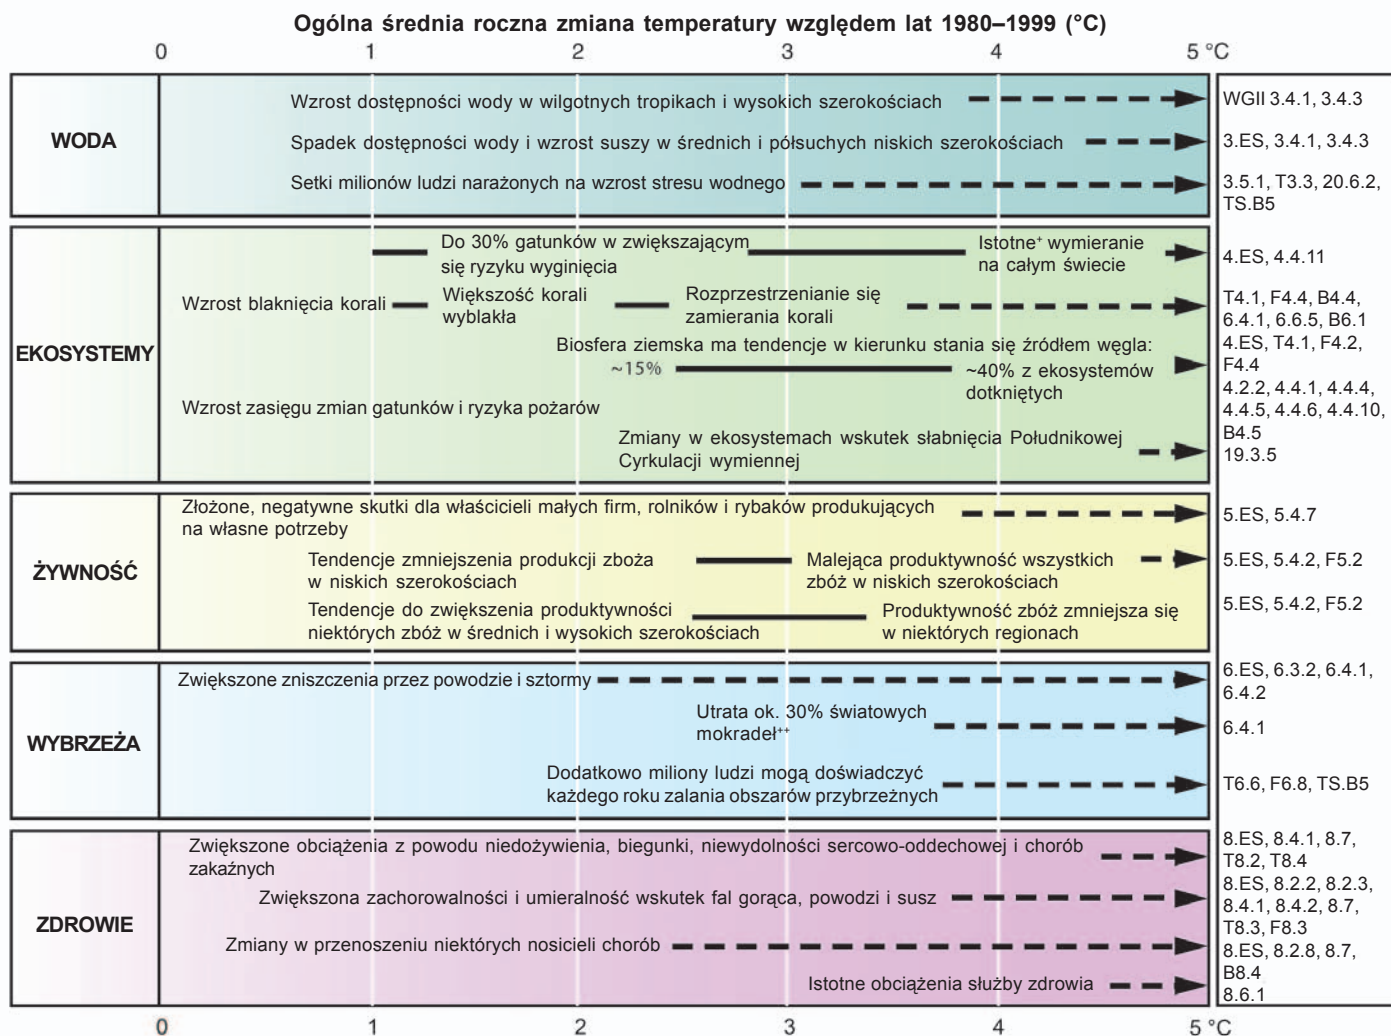 Ogólna średnia roczna zmiana temperatury względem lat 1980–1999 (°C)
0 1 2 3 4 5 °C
WODA
Wzrost dostępności wody w wilgotnych tropikach i wysokich szerokościach
WGII 3.4.1, 3.4.3
Spadek dostępności wody i wzrost suszy w średnich i półsuchych niskich szerokościach
3.ES, 3.4.1, 3.4.3
Setki milionów ludzi narażonych na wzrost stresu wodnego
3.5.1, T3.3, 20.6.2,
TS.B5
EKOSYSTEMY
Do 30% gatunków w zwiększającym
się ryzyku wyginięcia
Istotne⁺ wymieranie
na całym świecie
4.ES, 4.4.11
Wzrost blaknięcia korali
Większość korali
wyblakła
Rozprzestrzenianie się
zamierania korali
T4.1, F4.4, B4.4,
6.4.1, 6.6.5, B6.1
Biosfera ziemska ma tendencje w kierunku stania się źródłem węgla:
~15%
~40% z ekosystemów
dotkniętych
4.ES, T4.1, F4.2,
F4.4
Wzrost zasięgu zmian gatunków i ryzyka pożarów
4.2.2, 4.4.1, 4.4.4,
4.4.5, 4.4.6, 4.4.10,
B4.5
Zmiany w ekosystemach wskutek słabnięcia Południkowej
Cyrkulacji wymiennej
19.3.5
ŻYWNOŚĆ
Złożone, negatywne skutki dla właścicieli małych firm, rolników i rybaków produkujących
na własne potrzeby
5.ES, 5.4.7
Tendencje zmniejszenia produkcji zboża
w niskich szerokościach
Malejąca produktywność wszystkich
zbóż w niskich szerokościach
5.ES, 5.4.2, F5.2
Tendencje do zwiększenia produktywności
niektórych zbóż w średnich i wysokich szerokościach
Produktywność zbóż zmniejsza się
w niektórych regionach
5.ES, 5.4.2, F5.2
WYBRZEŻA
Zwiększone zniszczenia przez powodzie i sztormy
6.ES, 6.3.2, 6.4.1,
6.4.2
Utrata ok. 30% światowych
mokradeł⁺⁺
6.4.1
Dodatkowo miliony ludzi mogą doświadczyć
każdego roku zalania obszarów przybrzeżnych
T6.6, F6.8, TS.B5
ZDROWIE
Zwiększone obciążenia z powodu niedożywienia, biegunki, niewydolności sercowo-oddechowej i chorób
zakaźnych
8.ES, 8.4.1, 8.7,
T8.2, T8.4
Zwiększona zachorowalności i umieralność wskutek fal gorąca, powodzi i susz
8.ES, 8.2.2, 8.2.3,
8.4.1, 8.4.2, 8.7,
T8.3, F8.3
Zmiany w przenoszeniu niektórych nosicieli chorób
8.ES, 8.2.8, 8.7,
B8.4
Istotne obciążenia służby zdrowia
8.6.1
0 1 2 3 4 5 °C